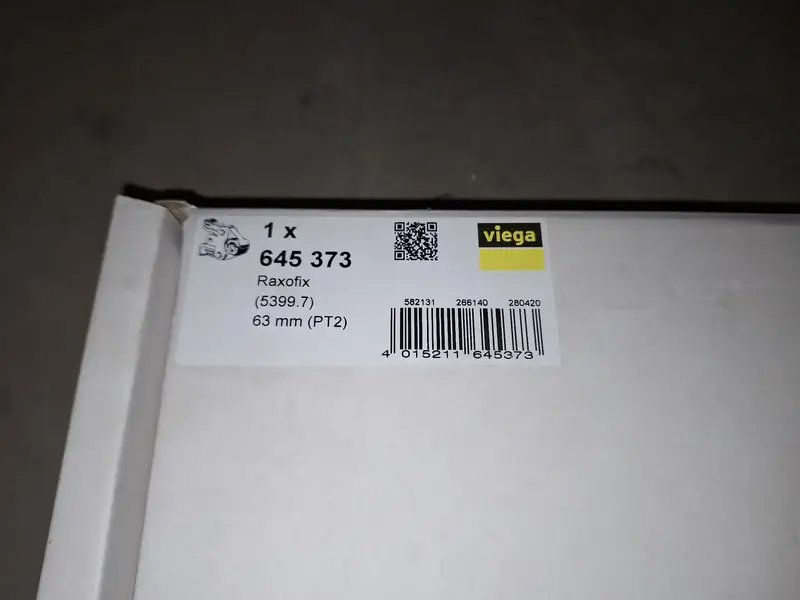 1 x
645 373
Raxofix
(5399.7)
63 mm (PT2)
viega
582131 266140 280420
4 015211 645373